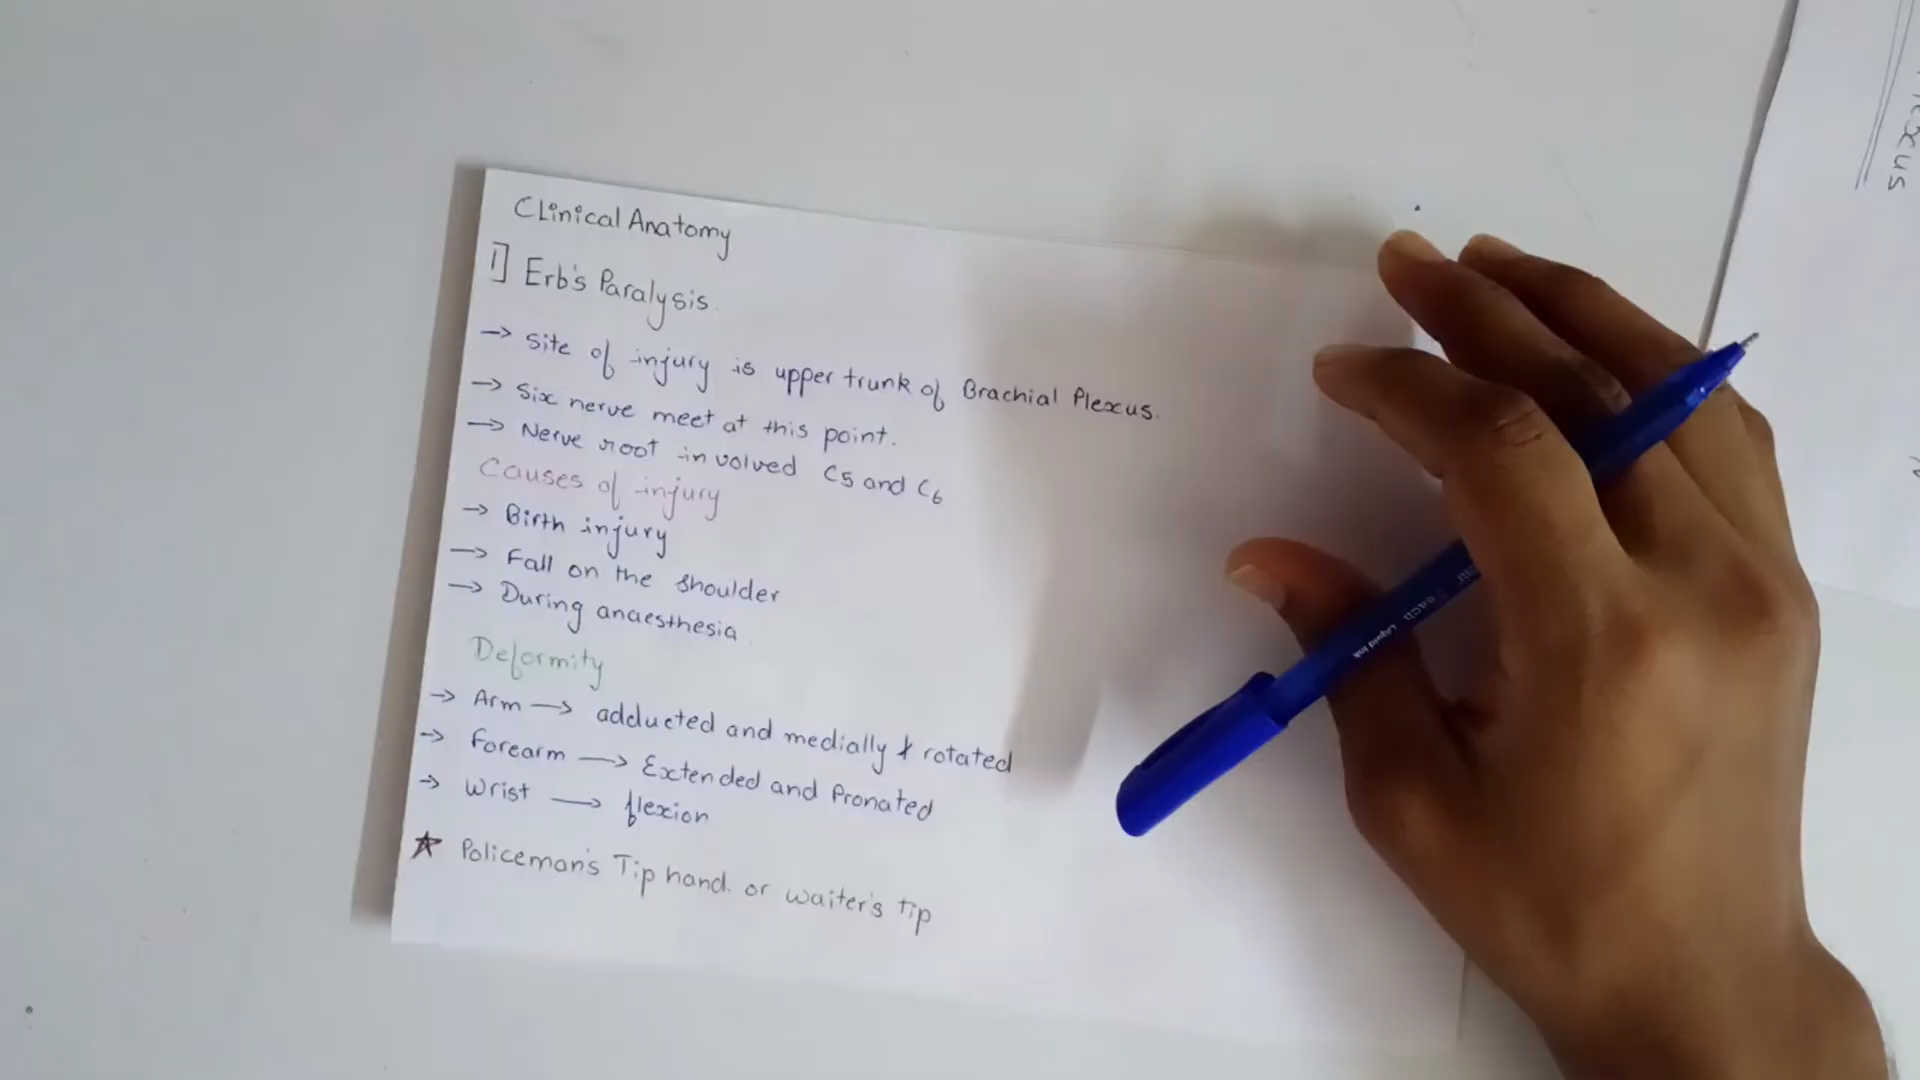 Clinical Anatomy
1] Erb's Paralysis.
→ Site of injury is upper trunk of Brachial Plexus.
→ Six nerve meet at this point.
→ Nerve root involved C5 and C6
Causes of injury
→ Birth injury
→ Fall on the shoulder
→ During anaesthesia
Deformity
→ Arm → adducted and medially & rotated
→ Forearm → Extended and Pronated
→ Wrist → flexion
☆ Policeman's Tip hand or waiter's tip
Liquid Ink